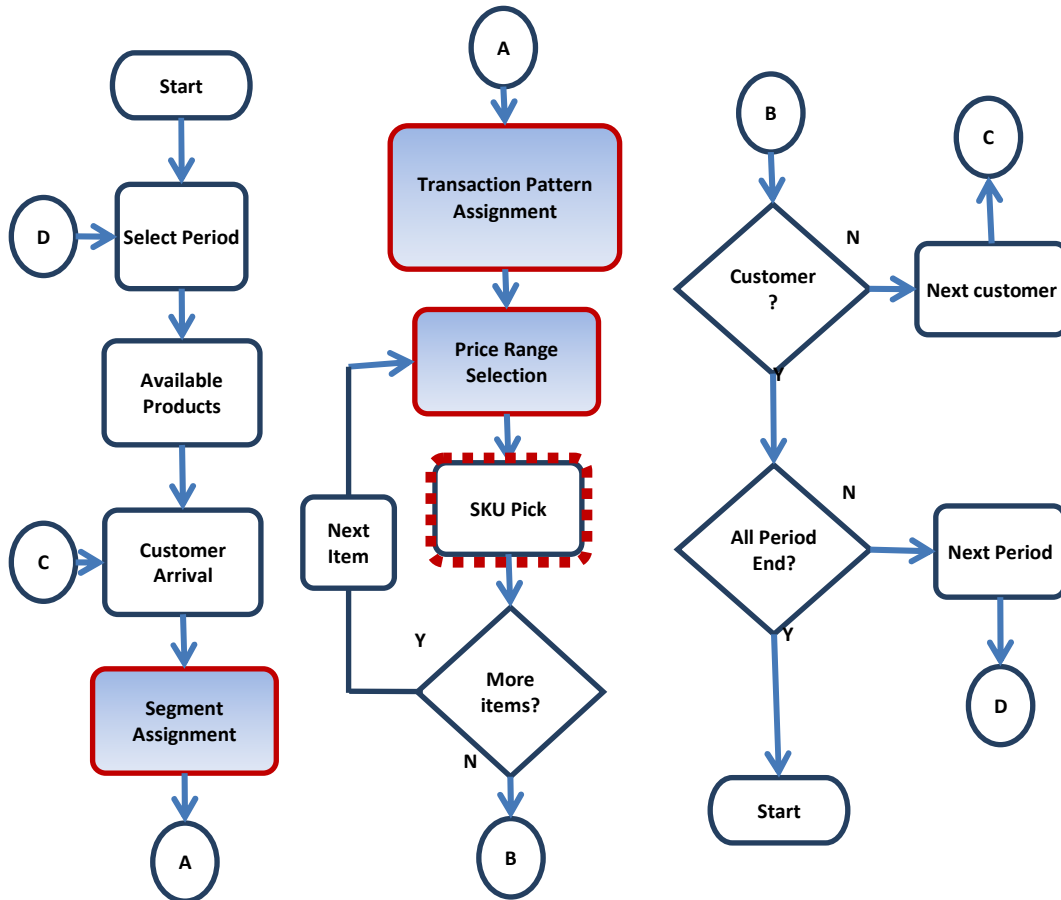 Start
D
Select Period
Available
Products
C
Customer
Arrival
Segment
Assignment
A
A
Transaction Pattern
Assignment
Price Range
Selection
SKU Pick
Next
Item
Y
More
items?
N
B
B
C
N
Customer
?
Next customer
Y
N
All Period
End?
Next Period
Y
D
Start